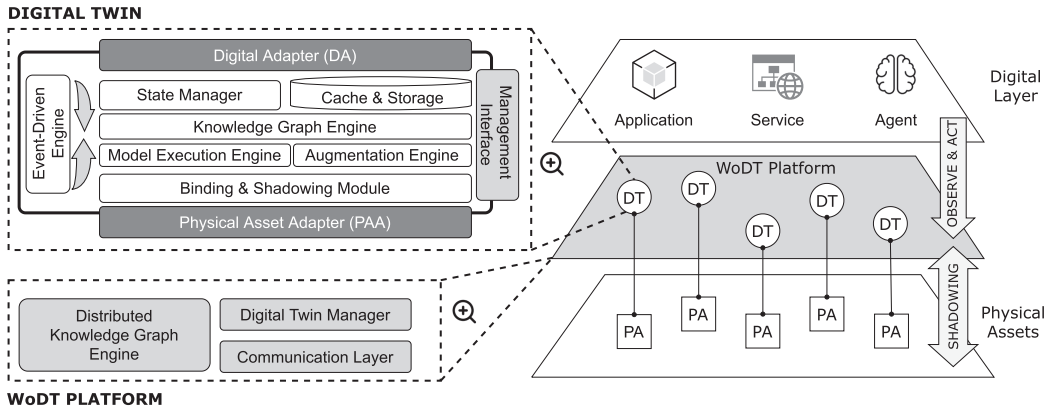 DIGITAL TWIN
Digital Adapter (DA)
Event-Driven
Engine
State Manager
Cache & Storage
Knowledge Graph Engine
Model Execution Engine
Augmentation Engine
Binding & Shadowing Module
Physical Asset Adapter (PAA)
Management
Interface
Distributed
Knowledge Graph
Engine
Digital Twin Manager
Communication Layer
WoDT PLATFORM
Application
Service
Agent
Digital
Layer
OBSERVE & ACT
WoDT Platform
DT
DT
DT
DT
DT
SHADOWING
PA
PA
PA
PA
PA
Physical
Assets